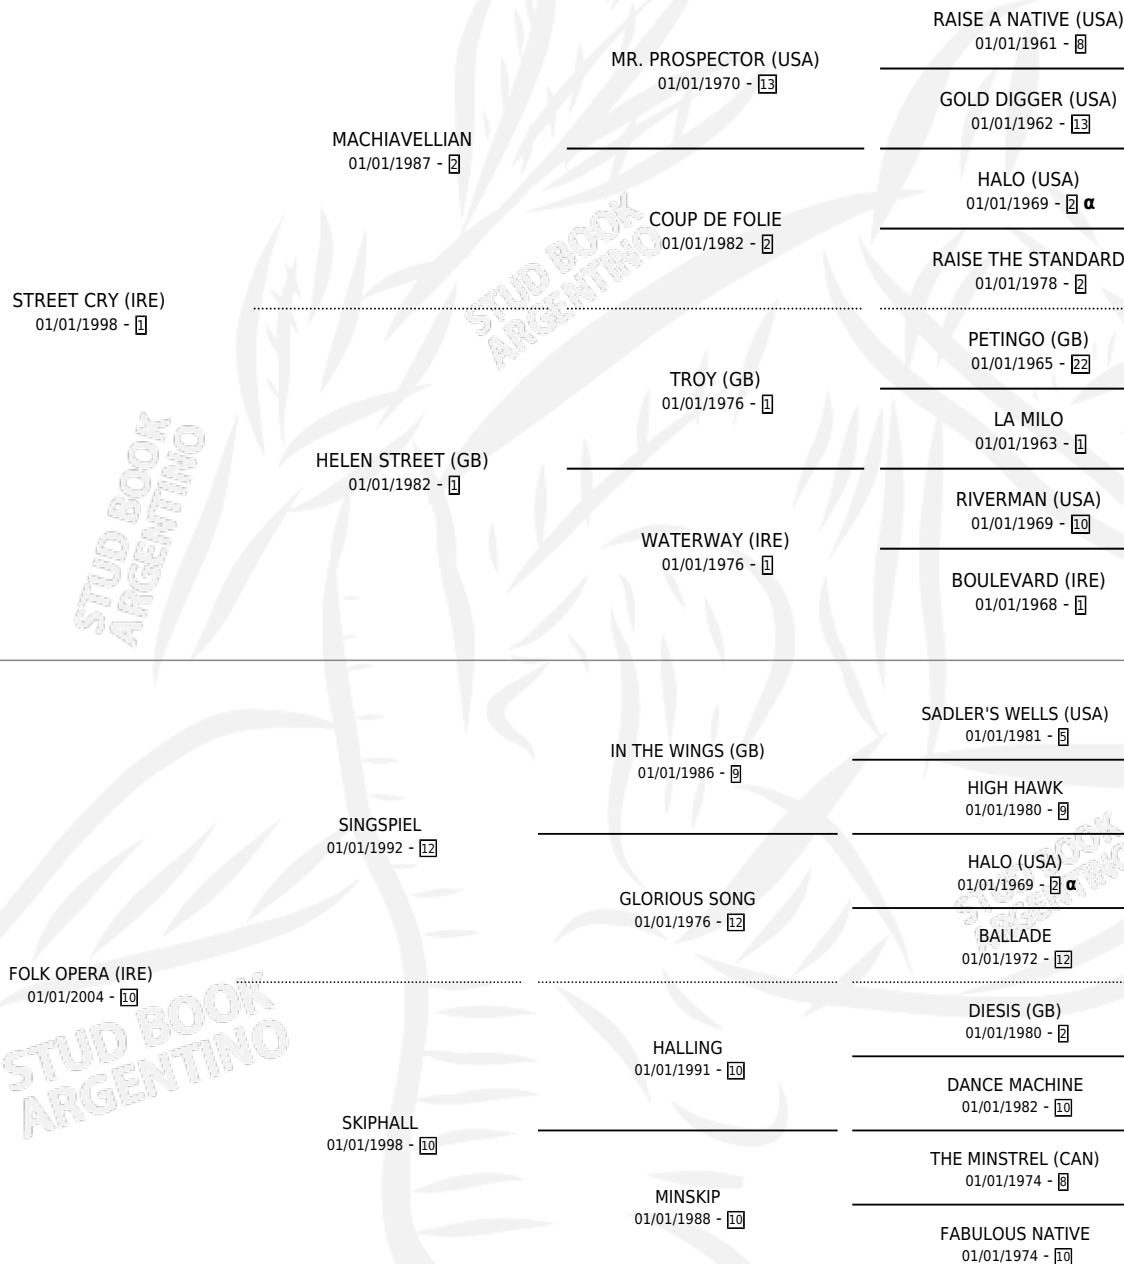 RAISE A NATIVE (USA)
01/01/1961 - 8
MR. PROSPECTOR (USA)
01/01/1970 - 13
GOLD DIGGER (USA)
01/01/1962 - 13
MACHIAVELLIAN
01/01/1987 - 2
HALO (USA)
01/01/1969 - 2 α
COUP DE FOLIE
01/01/1982 - 2
RAISE THE STANDARD
01/01/1978 - 2
STREET CRY (IRE)
01/01/1998 - 1
PETINGO (GB)
01/01/1965 - 22
TROY (GB)
01/01/1976 - 1
LA MILO
01/01/1963 - 1
HELEN STREET (GB)
01/01/1982 - 1
RIVERMAN (USA)
01/01/1969 - 10
WATERWAY (IRE)
01/01/1976 - 1
BOULEVARD (IRE)
01/01/1968 - 1
SADLER'S WELLS (USA)
01/01/1981 - 5
IN THE WINGS (GB)
01/01/1986 - 9
HIGH HAWK
01/01/1980 - 9
SINGSPIEL
01/01/1992 - 12
HALO (USA)
01/01/1969 - 2 α
GLORIOUS SONG
01/01/1976 - 12
BALLADE
01/01/1972 - 12
FOLK OPERA (IRE)
01/01/2004 - 10
DIESIS (GB)
01/01/1980 - 2
HALLING
01/01/1991 - 10
DANCE MACHINE
01/01/1982 - 10
SKIPHALL
01/01/1998 - 10
THE MINSTREL (CAN)
01/01/1974 - 8
MINSKIP
01/01/1988 - 10
FABULOUS NATIVE
01/01/1974 - 10
STUD BOOK
ARGENTINO
STUD BOOK
ARGENTINO
STUD BOOK
ARGENTINO
STUD BOOK
ARGENTINO